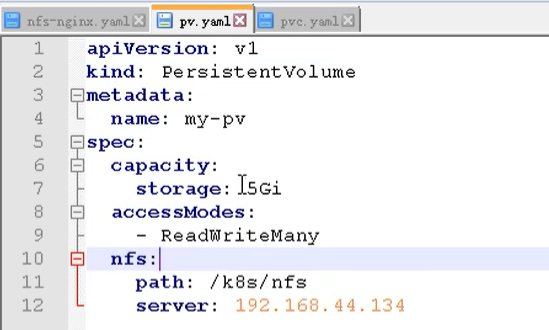 nfs-nginx.yaml pv.yaml pvc.yaml
1 apiVersion: v1
2 kind: PersistentVolume
3 metadata:
4   name: my-pv
5 spec:
6   capacity:
7     storage: 5Gi
8   accessModes:
9     - ReadWriteMany
10   nfs:
11     path: /k8s/nfs
12     server: 192.168.44.134